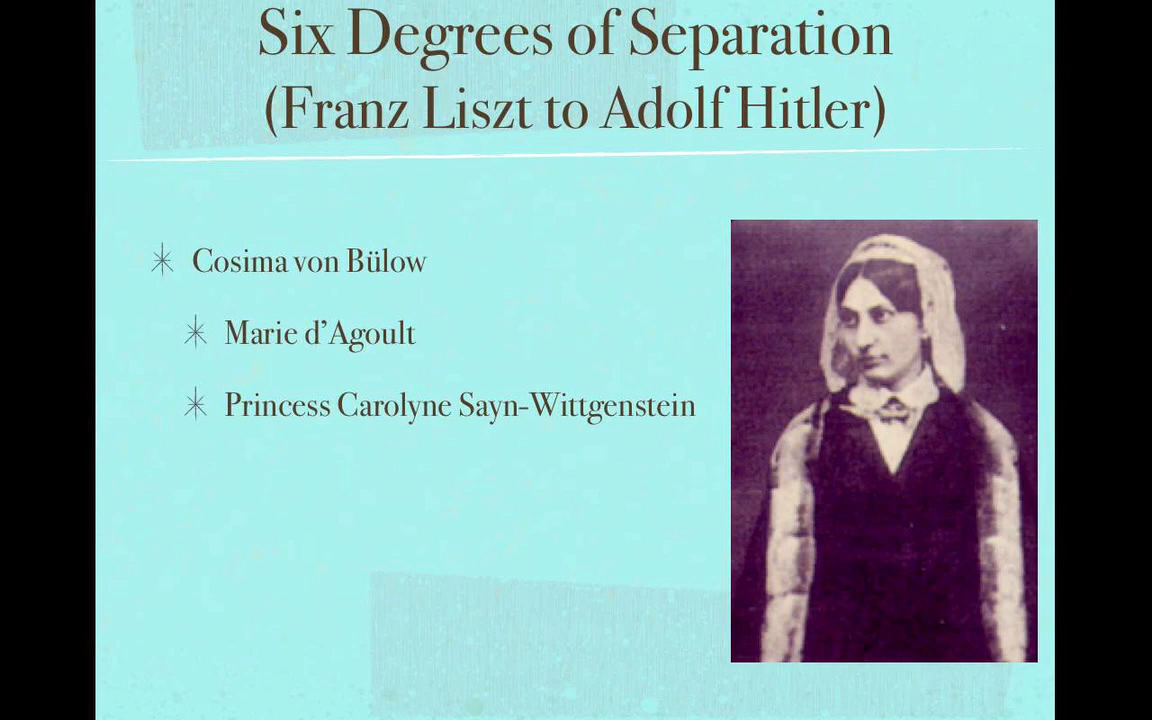 Six Degrees of Separation
(Franz Liszt to Adolf Hitler)
Cosima von Bülow
Marie d’Agoult
Princess Carolyne Sayn-Wittgenstein